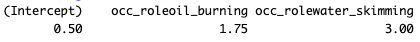 (Intercept) occ_roleoil_burning occ_rolewater_skimming
0.50 1.75 3.00